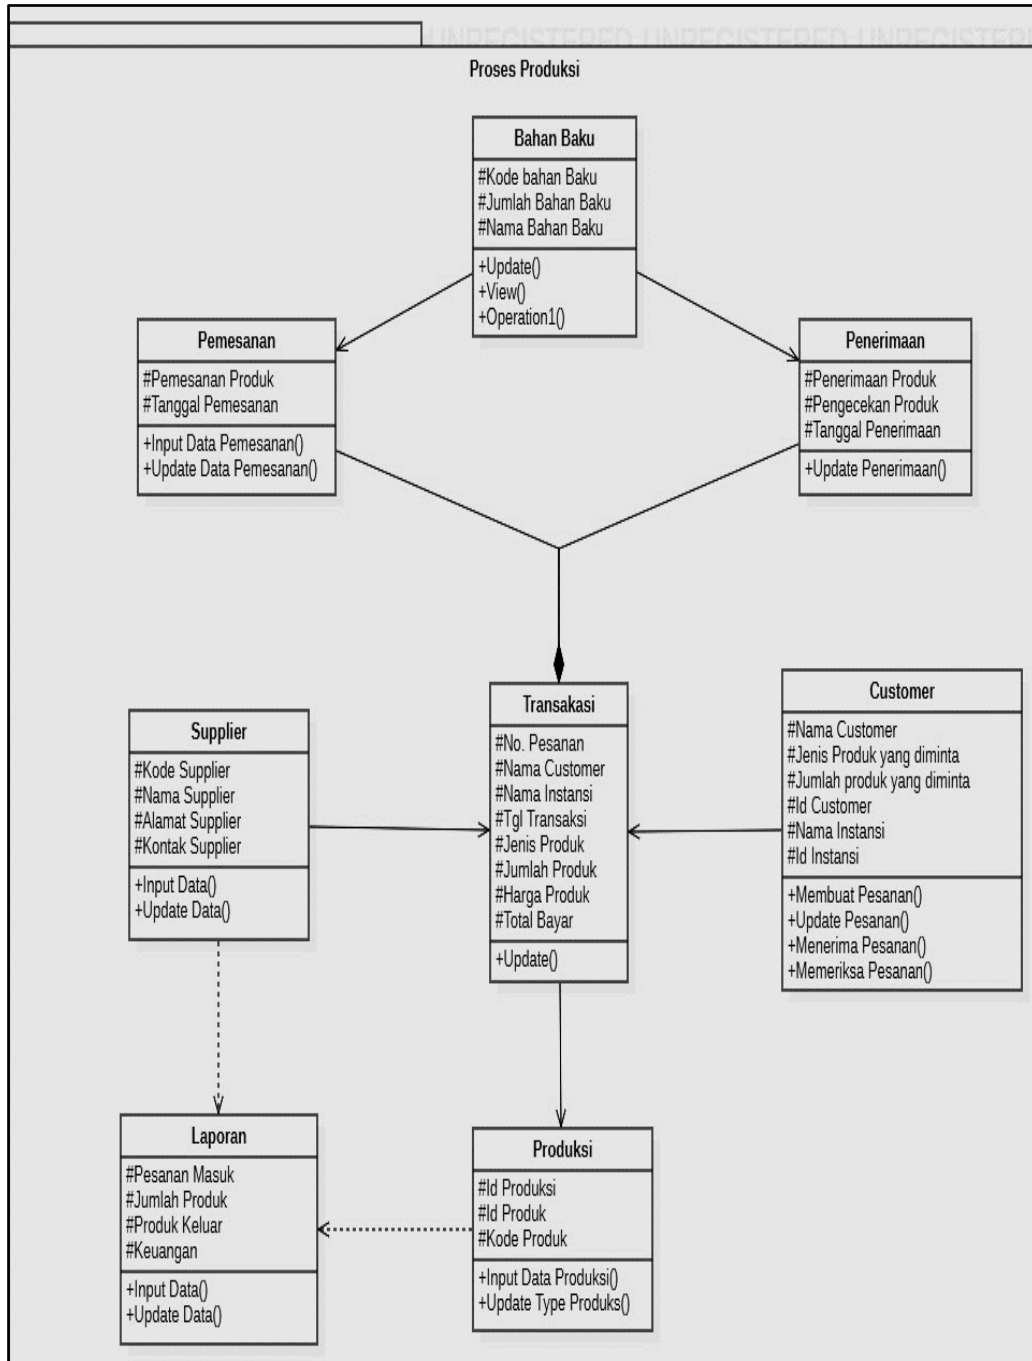 UNREGISTERED UNREGISTERED UNREGISTERED
Proses Produksi
Bahan Baku
#Kode bahan Baku
#Jumlah Bahan Baku
#Nama Bahan Baku
+Update()
+View()
+Operation1()
Pemesanan
#Pemesanan Produk
#Tanggal Pemesanan
+Input Data Pemesanan()
+Update Data Pemesanan()
Penerimaan
#Penerimaan Produk
#Pengecekan Produk
#Tanggal Penerimaan
+Update Penerimaan()
Supplier
#Kode Supplier
#Nama Supplier
#Alamat Supplier
#Kontak Supplier
+Input Data()
+Update Data()
Transakasi
#No. Pesanan
#Nama Customer
#Nama Instansi
#Tgl Transaksi
#Jenis Produk
#Jumlah Produk
#Harga Produk
#Total Bayar
+Update()
Customer
#Nama Customer
#Jenis Produk yang diminta
#Jumlah produk yang diminta
#Id Customer
#Nama Instansi
#Id Instansi
+Membuat Pesanan()
+Update Pesanan()
+Menerima Pesanan()
+Memeriksa Pesanan()
Laporan
#Pesanan Masuk
#Jumlah Produk
#Produk Keluar
#Keuangan
+Input Data()
+Update Data()
Produksi
#Id Produksi
#Id Produk
#Kode Produk
+Input Data Produksi()
+Update Type Produks()